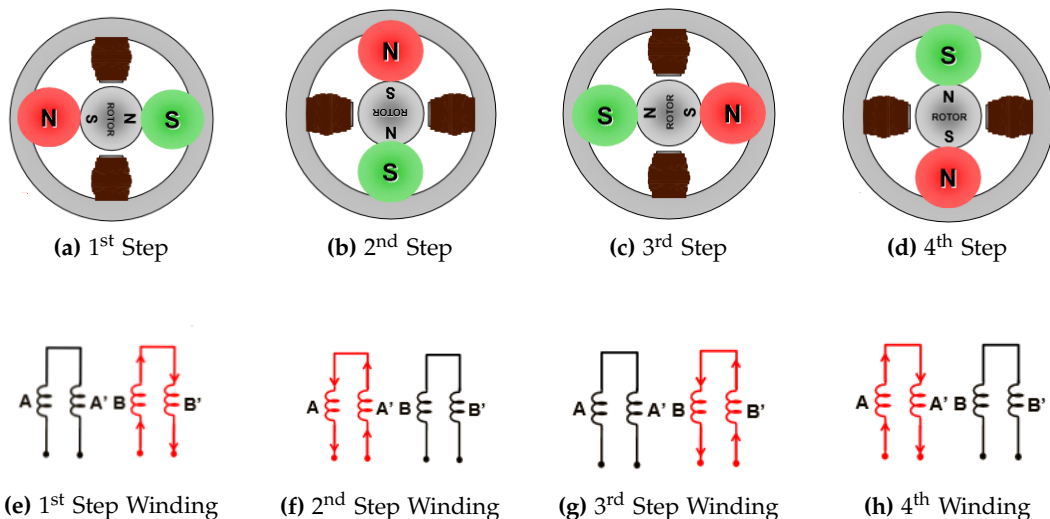 N S ROTOR N S
N S ROTOR N S
S N ROTOR S N
S N ROTOR S N
(a) 1st Step (b) 2nd Step (c) 3rd Step (d) 4th Step
A A' B B' A A' B B' A A' B B' A A' B B'
(e) 1st Step Winding (f) 2nd Step Winding (g) 3rd Step Winding (h) 4th Winding